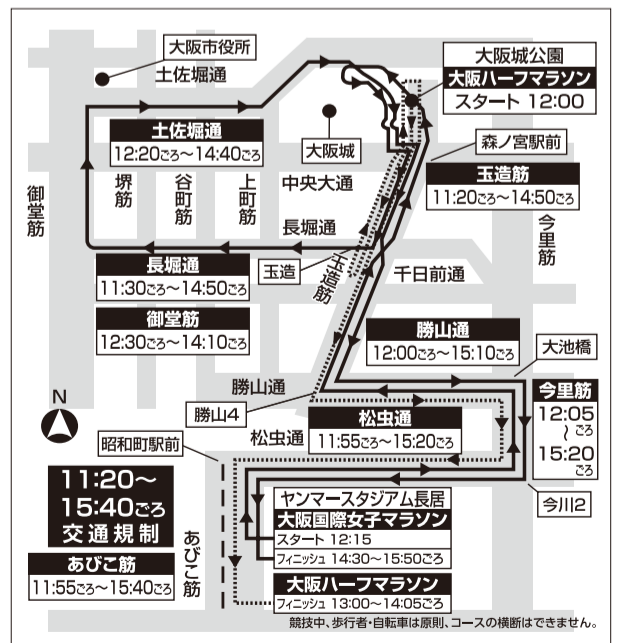 大阪市役所
土佐堀通
大阪城公園
大阪ハーフマラソン
スタート 12:00
土佐堀通
12:20ごろ～14:40ごろ
大阪城
森ノ宮駅前
玉造筋
11:20ごろ～14:50ごろ
御堂筋
堺筋
谷町筋
上町筋
中央大通
今里筋
長堀通
玉造
玉造筋
千日前通
長堀通
11:30ごろ～14:50ごろ
御堂筋
12:30ごろ～14:10ごろ
勝山通
12:00ごろ～15:10ごろ
大池橋
N
勝山通
勝山4
今里筋
12:05
ごろ
～
15:20
ごろ
松虫通
11:55ごろ～15:20ごろ
松虫通
昭和町駅前
今川2
11:20～
15:40ごろ
交通規制
あびこ筋
あびこ筋
11:55ごろ～15:40ごろ
ヤンマースタジアム長居
大阪国際女子マラソン
スタート 12:15
フィニッシュ 14:30～15:50ごろ
大阪ハーフマラソン
フィニッシュ 13:00～14:05ごろ
競技中、歩行者・自転車は原則、コースの横断はできません。